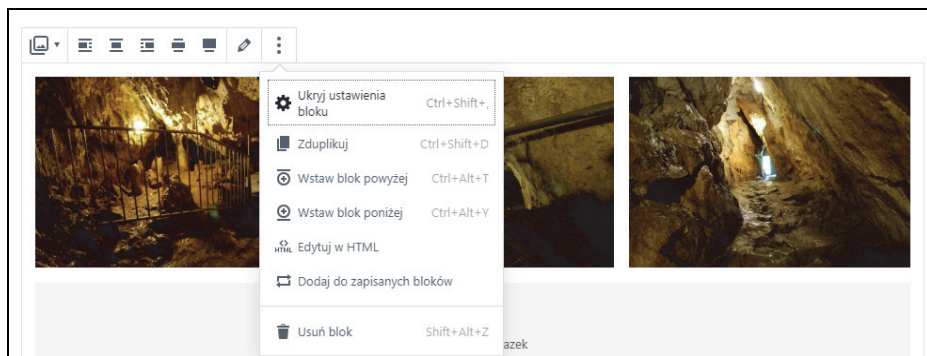 Ukryj ustawienia
bloku Ctrl+Shift+,
Zduplikuj Ctrl+Shift+D
Wstaw blok powyżej Ctrl+Alt+T
Wstaw blok poniżej Ctrl+Alt+Y
HTML Edytuj w HTML
Dodaj do zapisanych bloków
Usuń blok Shift+Alt+Z
azek